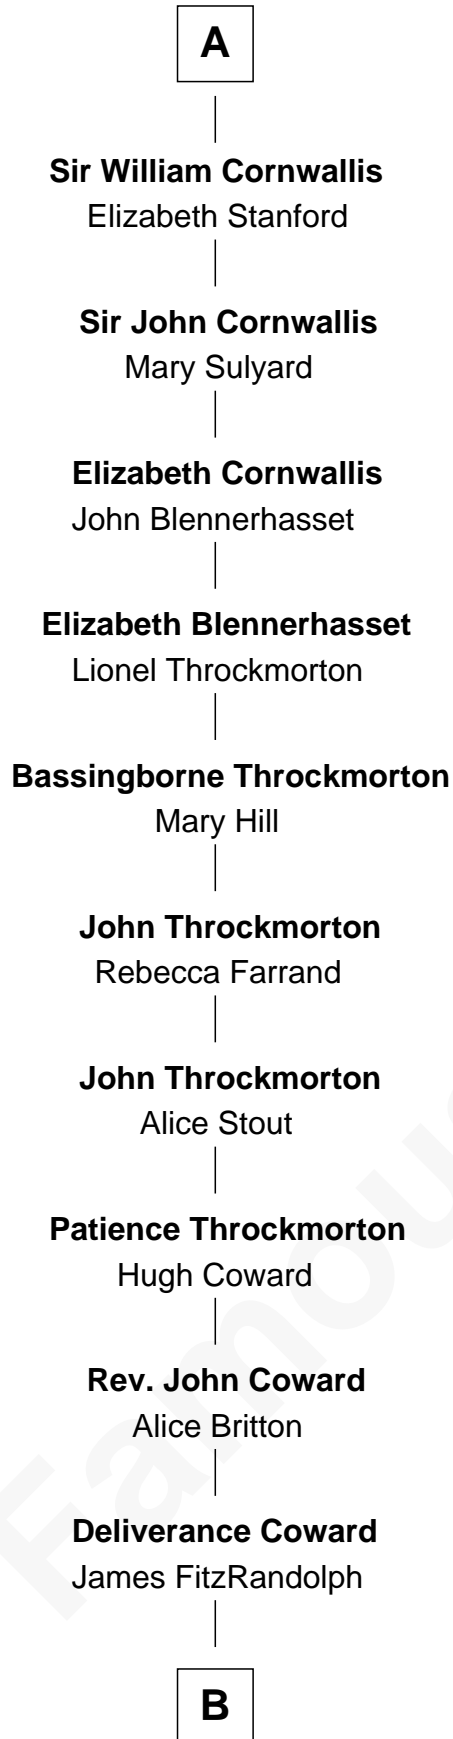 A
Sir William Cornwallis
Elizabeth Stanford
Sir John Cornwallis
Mary Sulyard
Elizabeth Cornwallis
John Blennerhasset
Elizabeth Blennerhasset
Lionel Throckmorton
Bassingborne Throckmorton
Mary Hill
John Throckmorton
Rebecca Farrand
John Throckmorton
Alice Stout
Patience Throckmorton
Hugh Coward
Rev. John Coward
Alice Britton
Deliverance Coward
James FitzRandolph
B
Famou